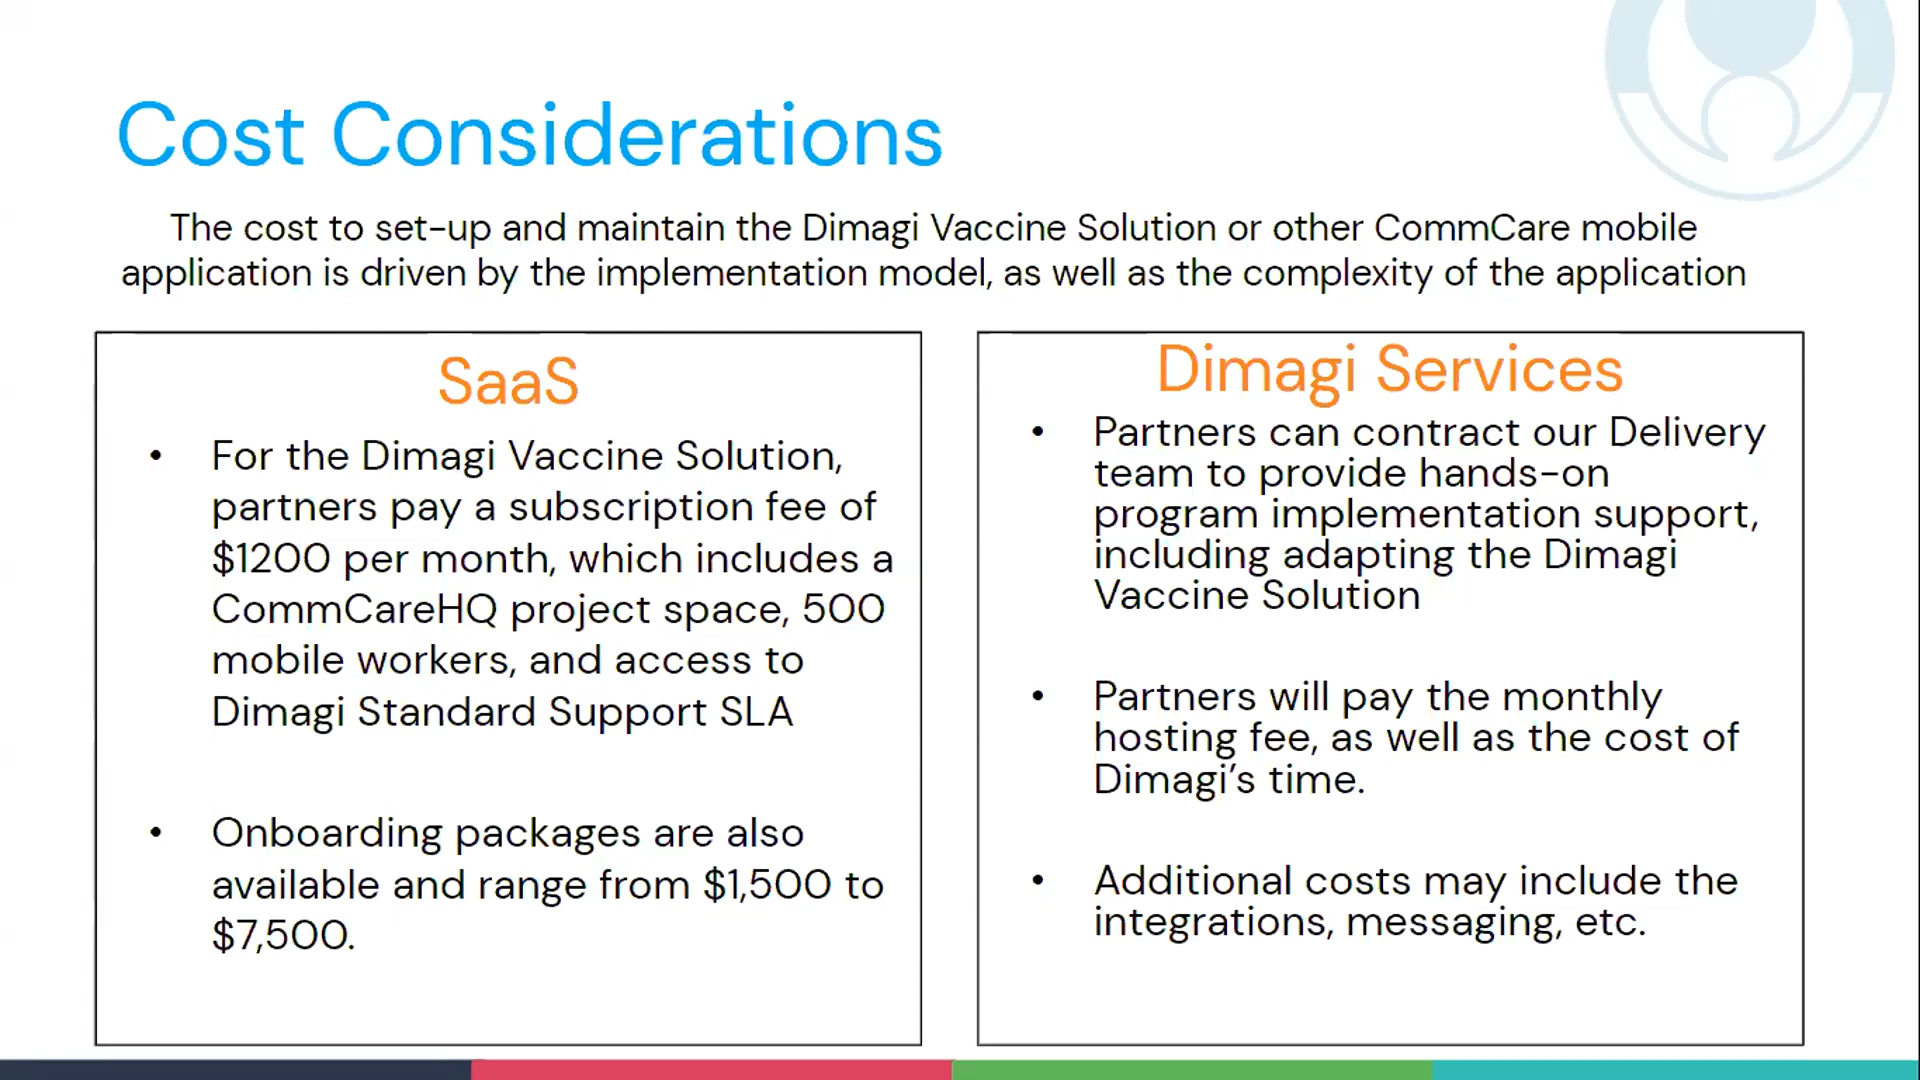 Cost Considerations
The cost to set-up and maintain the Dimagi Vaccine Solution or other CommCare mobile
application is driven by the implementation model, as well as the complexity of the application
SaaS
• For the Dimagi Vaccine Solution,
partners pay a subscription fee of
$1200 per month, which includes a
CommCareHQ project space, 500
mobile workers, and access to
Dimagi Standard Support SLA
• Onboarding packages are also
available and range from $1,500 to
$7,500.
Dimagi Services
• Partners can contract our Delivery
team to provide hands-on
program implementation support,
including adapting the Dimagi
Vaccine Solution
• Partners will pay the monthly
hosting fee, as well as the cost of
Dimagi’s time.
• Additional costs may include the
integrations, messaging, etc.